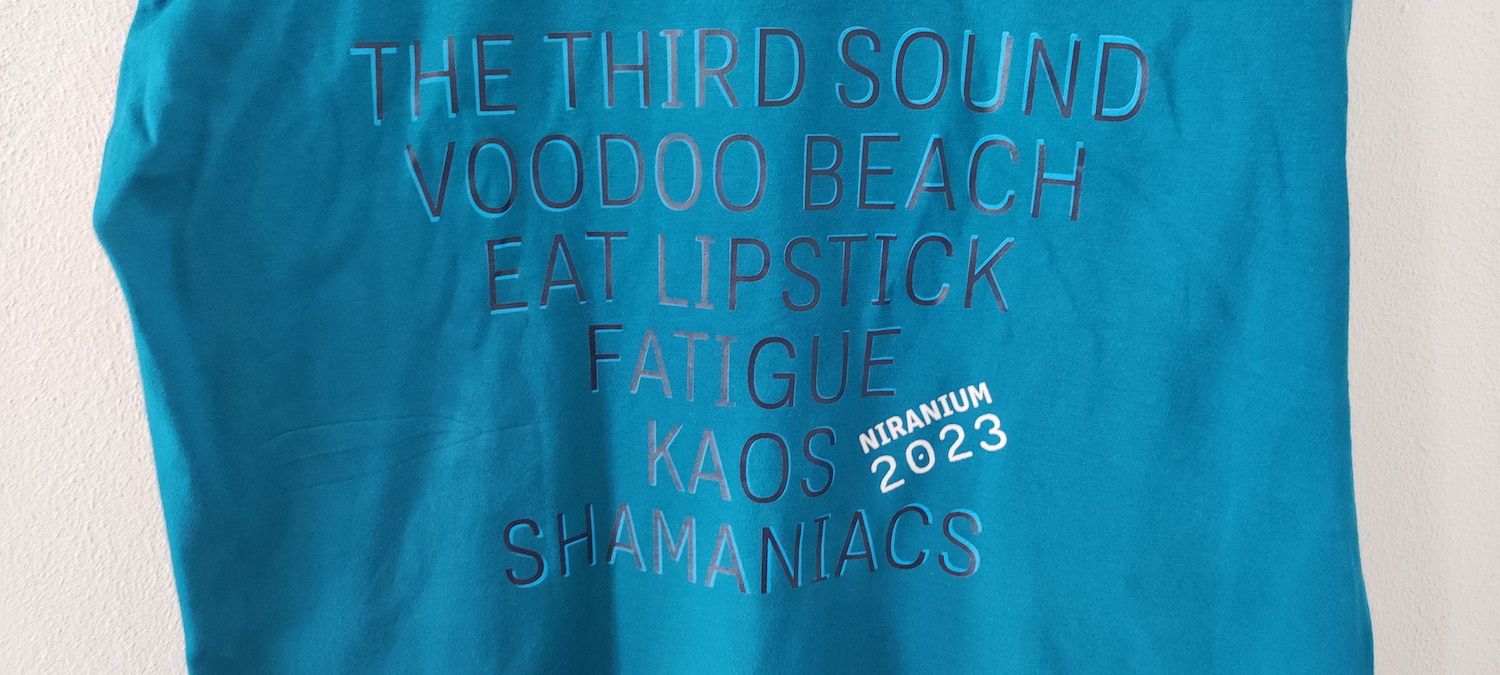 THE THIRD SOUND
VOODOO BEACH
EAT LIPSTICK
FATIGUE
KAOS
NIRANIUM
2023
SHAMANIACS